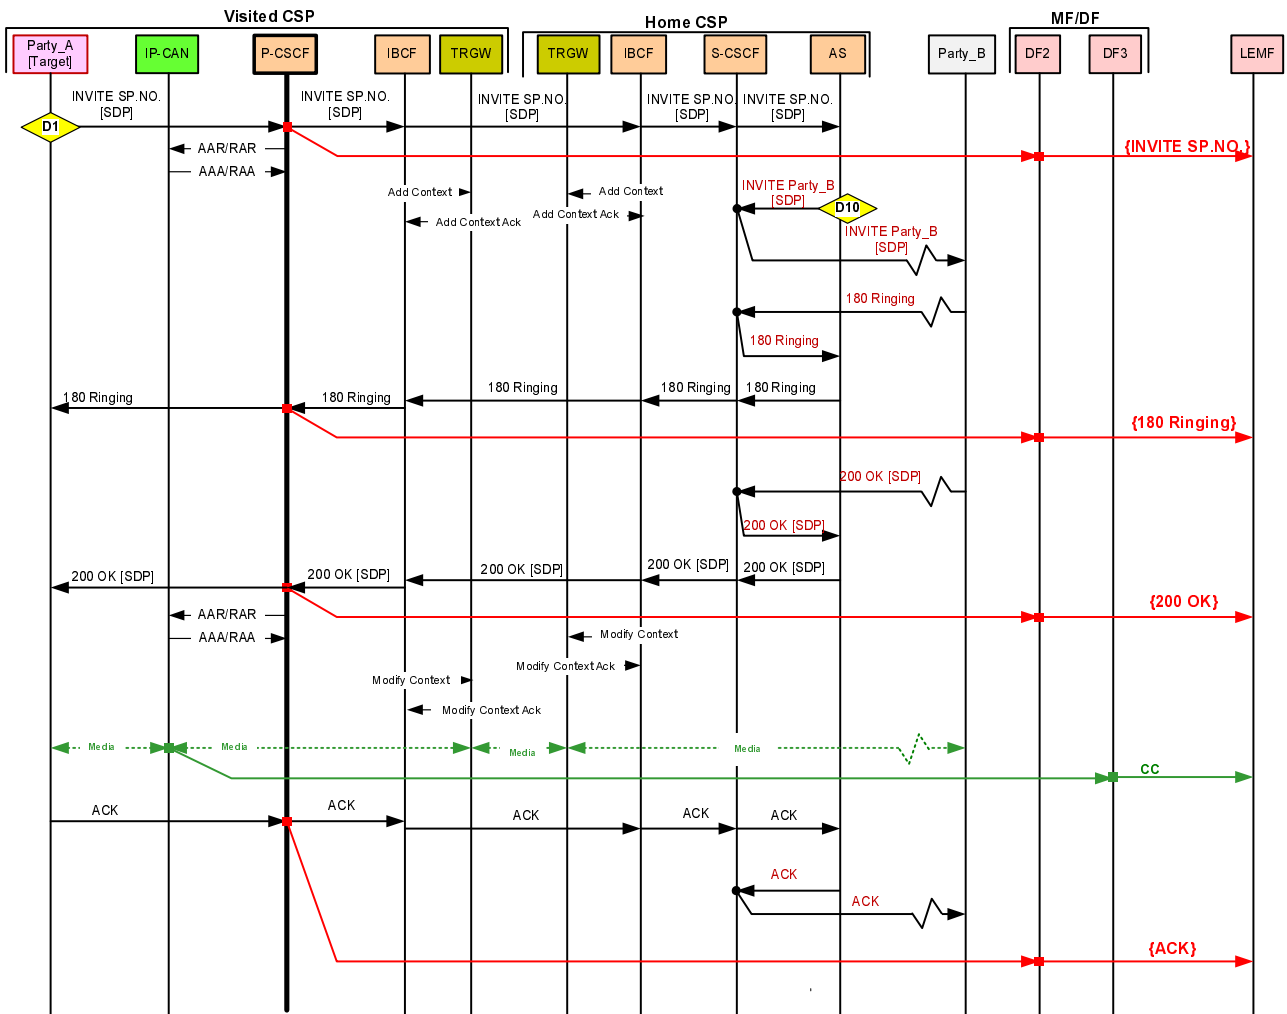 Visited CSP
Home CSP
MF/DF
Party_A
[Target]
IP-CAN
P-CSCF
IBCF
TRGW
TRGW
IBCF
S-CSCF
AS
Party_B
DF2
DF3
LEMF
INVITE SP.NO.
[SDP]
INVITE SP.NO.
[SDP]
INVITE SP.NO.
[SDP]
INVITE SP.NO.
[SDP]
INVITE SP.NO.
[SDP]
D1
{INVITE SP.NO.}
AAR/RAR
AAA/RAA
Add Context
Add Context
INVITE Party_B
[SDP]
D10
Add Context Ack
Add Context Ack
INVITE Party_B
[SDP]
180 Ringing
180 Ringing
180 Ringing
180 Ringing
180 Ringing
180 Ringing
180 Ringing
{180 Ringing}
200 OK [SDP]
200 OK [SDP]
200 OK [SDP]
200 OK [SDP]
200 OK [SDP]
200 OK [SDP]
200 OK [SDP]
{200 OK}
AAR/RAR
AAA/RAA
Modify Context
Modify Context Ack
Modify Context
Modify Context Ack
Media
Media
Media
Media
CC
ACK
ACK
ACK
ACK
ACK
ACK
ACK
{ACK}